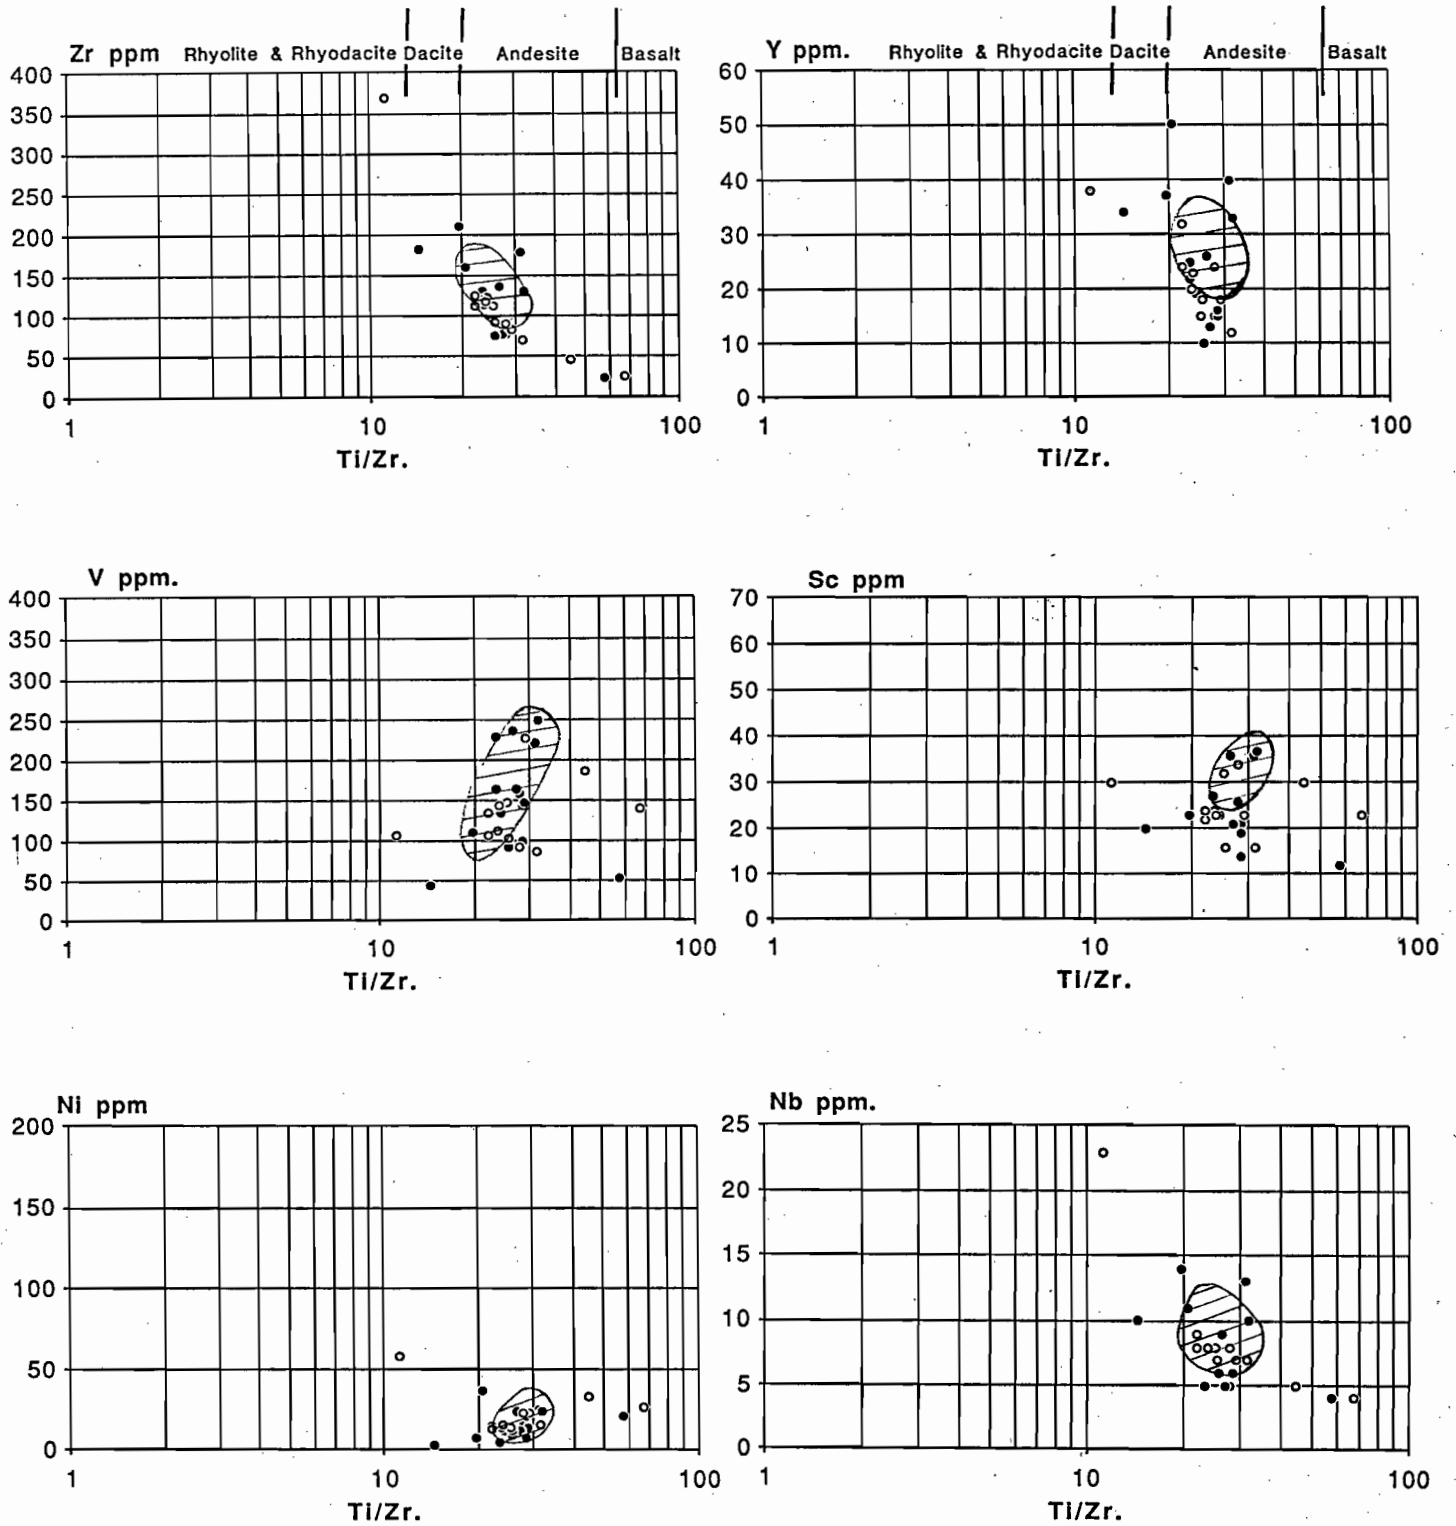 Zr ppm Rhyolite & Rhyodacite Dacite Andesite Basalt
400
350
300
250
200
150
100
50
0
1 10 100
Ti/Zr.
Y ppm. Rhyolite & Rhyodacite Dacite Andesite Basalt
60
50
40
30
20
10
0
1 10 100
Ti/Zr.
V ppm.
400
350
300
250
200
150
100
50
0
1 10 100
Ti/Zr.
Sc ppm
70
60
50
40
30
20
10
0
1 10 100
Ti/Zr.
Ni ppm
200
150
100
50
0
1 10 100
Ti/Zr.
Nb ppm.
25
20
15
10
5
0
1 10 100
Ti/Zr.